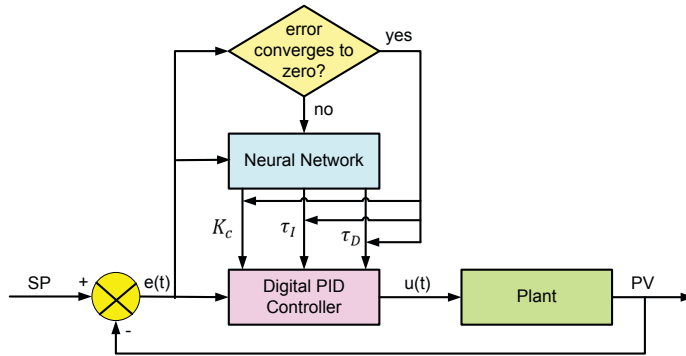 error
converges to
zero?
yes
no
Neural Network
K_c
τ_I
τ_D
SP
+
e(t)
-
Digital PID
Controller
u(t)
Plant
PV